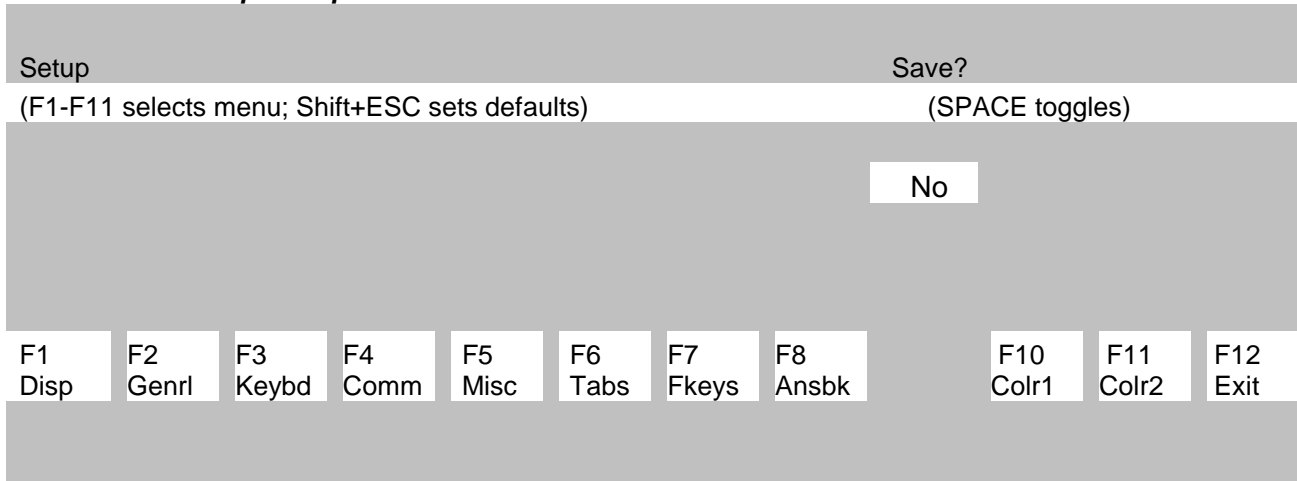 Setup Save?
(F1-F11 selects menu; Shift+ESC sets defaults) (SPACE toggles)
No
F1 F2 F3 F4 F5 F6 F7 F8 F10 F11 F12
Disp Genrl Keybd Comm Misc Tabs Fkeys Ansbk Colr1 Colr2 Exit